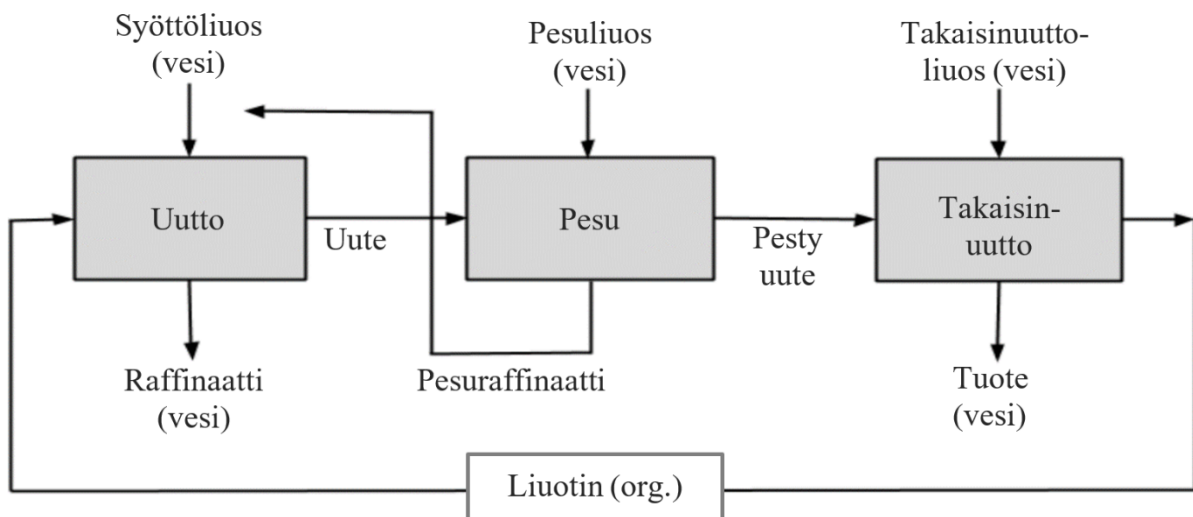 Syöttöliuos
(vesi)
Pesuliuos
(vesi)
Takaisinuutto-
liuos (vesi)
Uutto
Uute
Pesu
Pesty
uute
Takaisin-
uutto
Raffinaatti
(vesi)
Pesuraffinaatti
Tuote
(vesi)
Liuotin (org.)